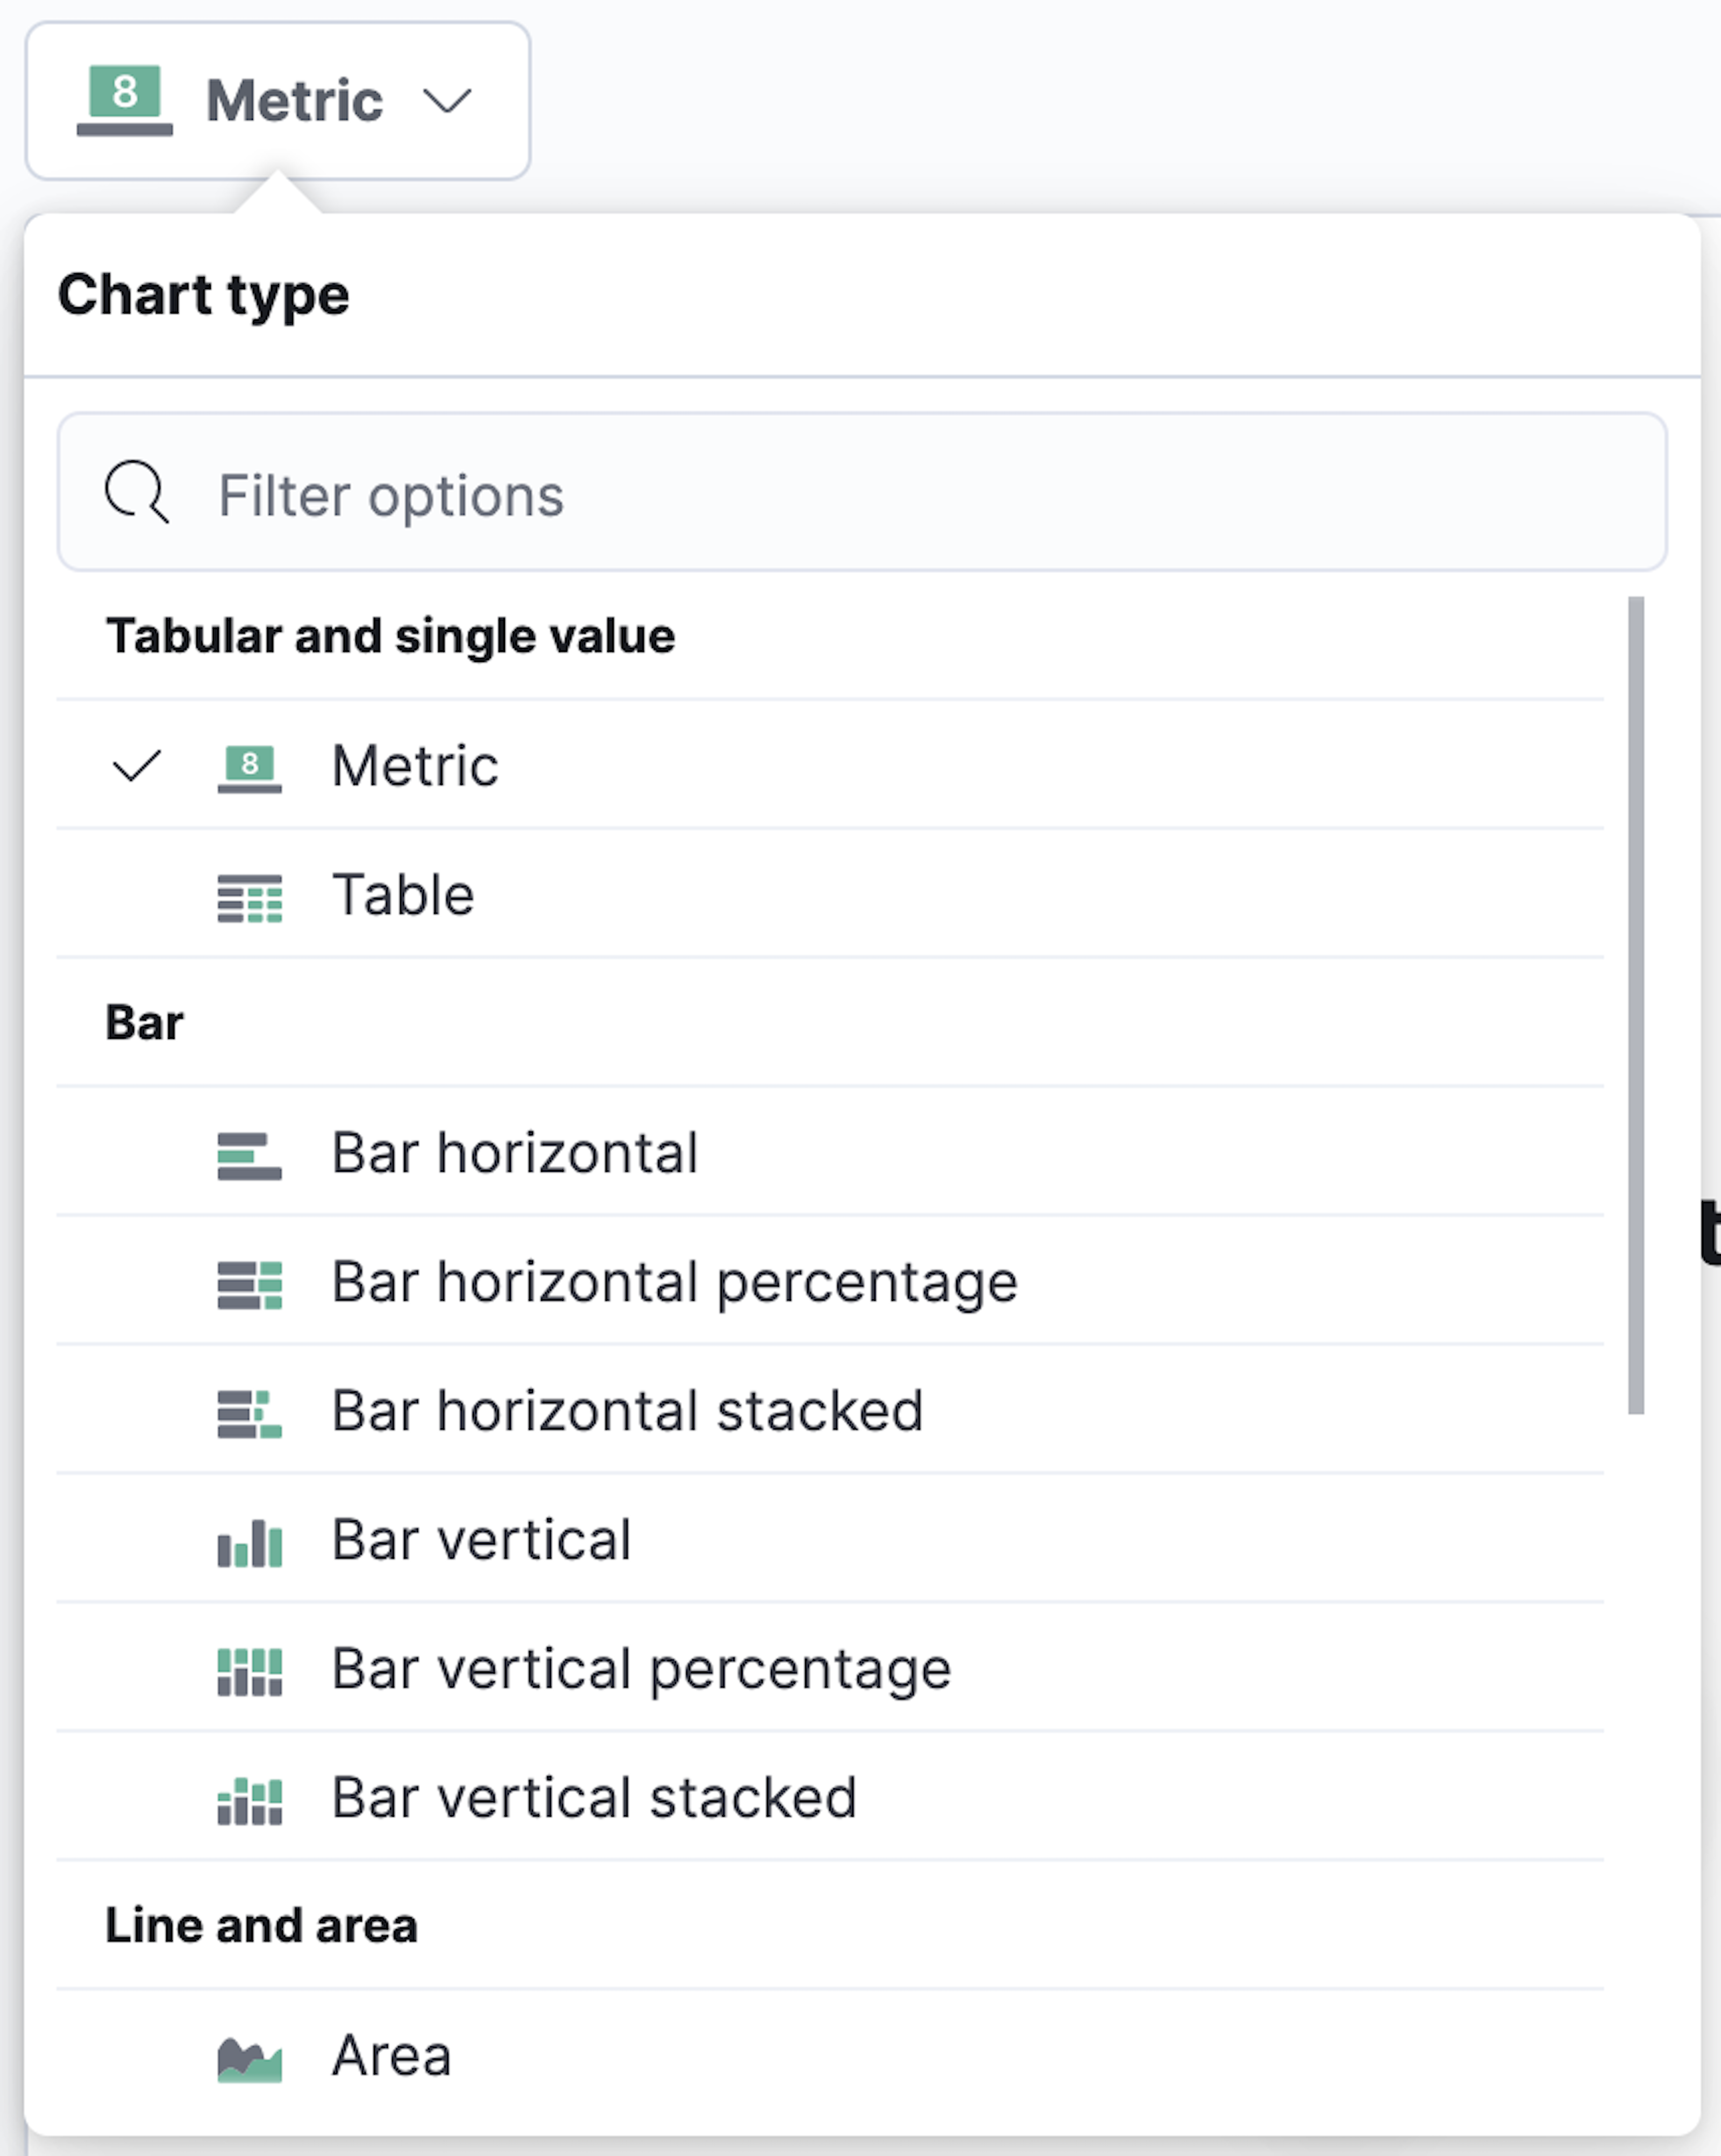 8 Metric
Chart type
Filter options
Tabular and single value
8 Metric
Table
Bar
Bar horizontal
Bar horizontal percentage
t
Bar horizontal stacked
Bar vertical
Bar vertical percentage
Bar vertical stacked
Line and area
Area